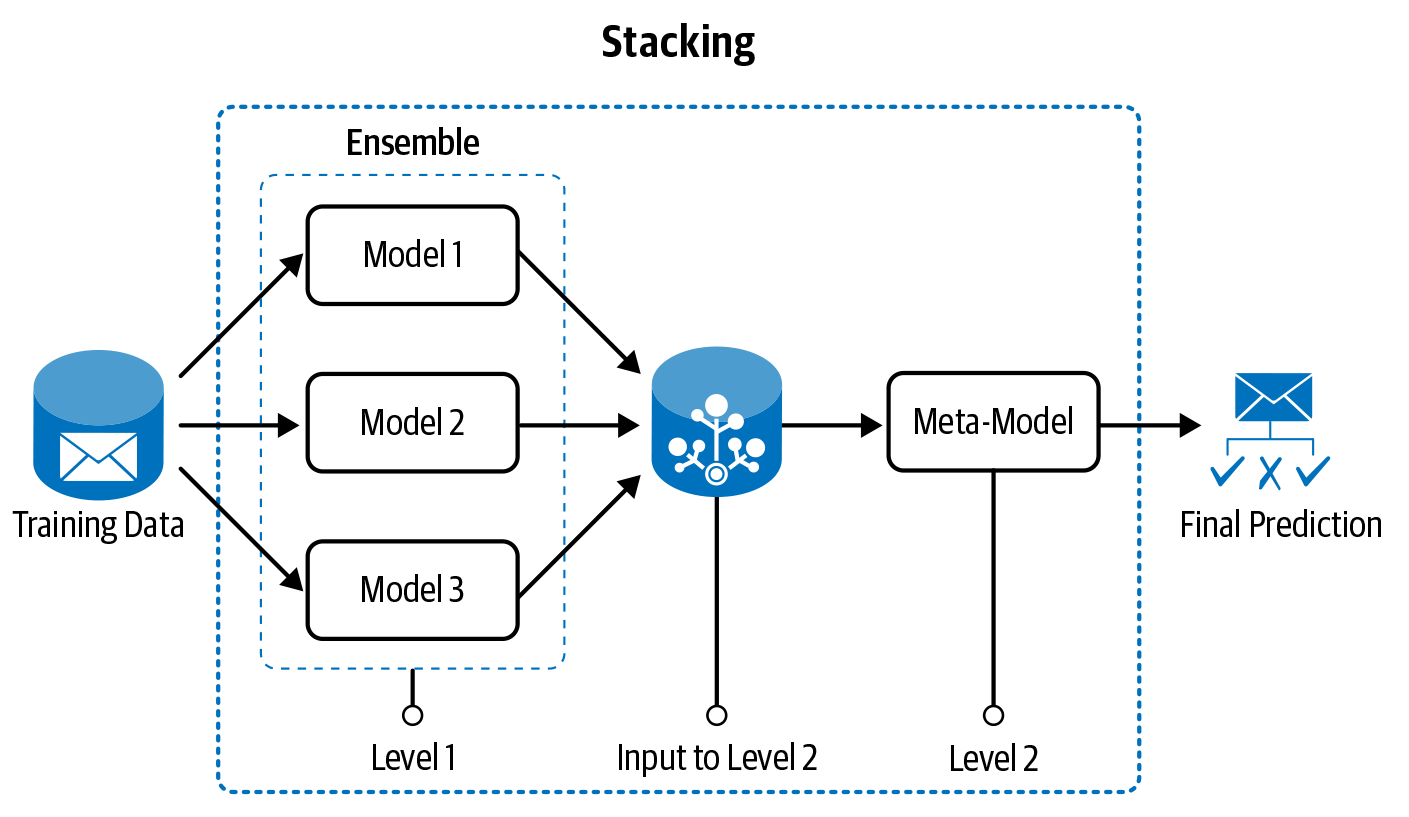 Stacking
Ensemble
Model 1
Model 2
Model 3
Meta-Model
Training Data
Final Prediction
Level 1
Input to Level 2
Level 2